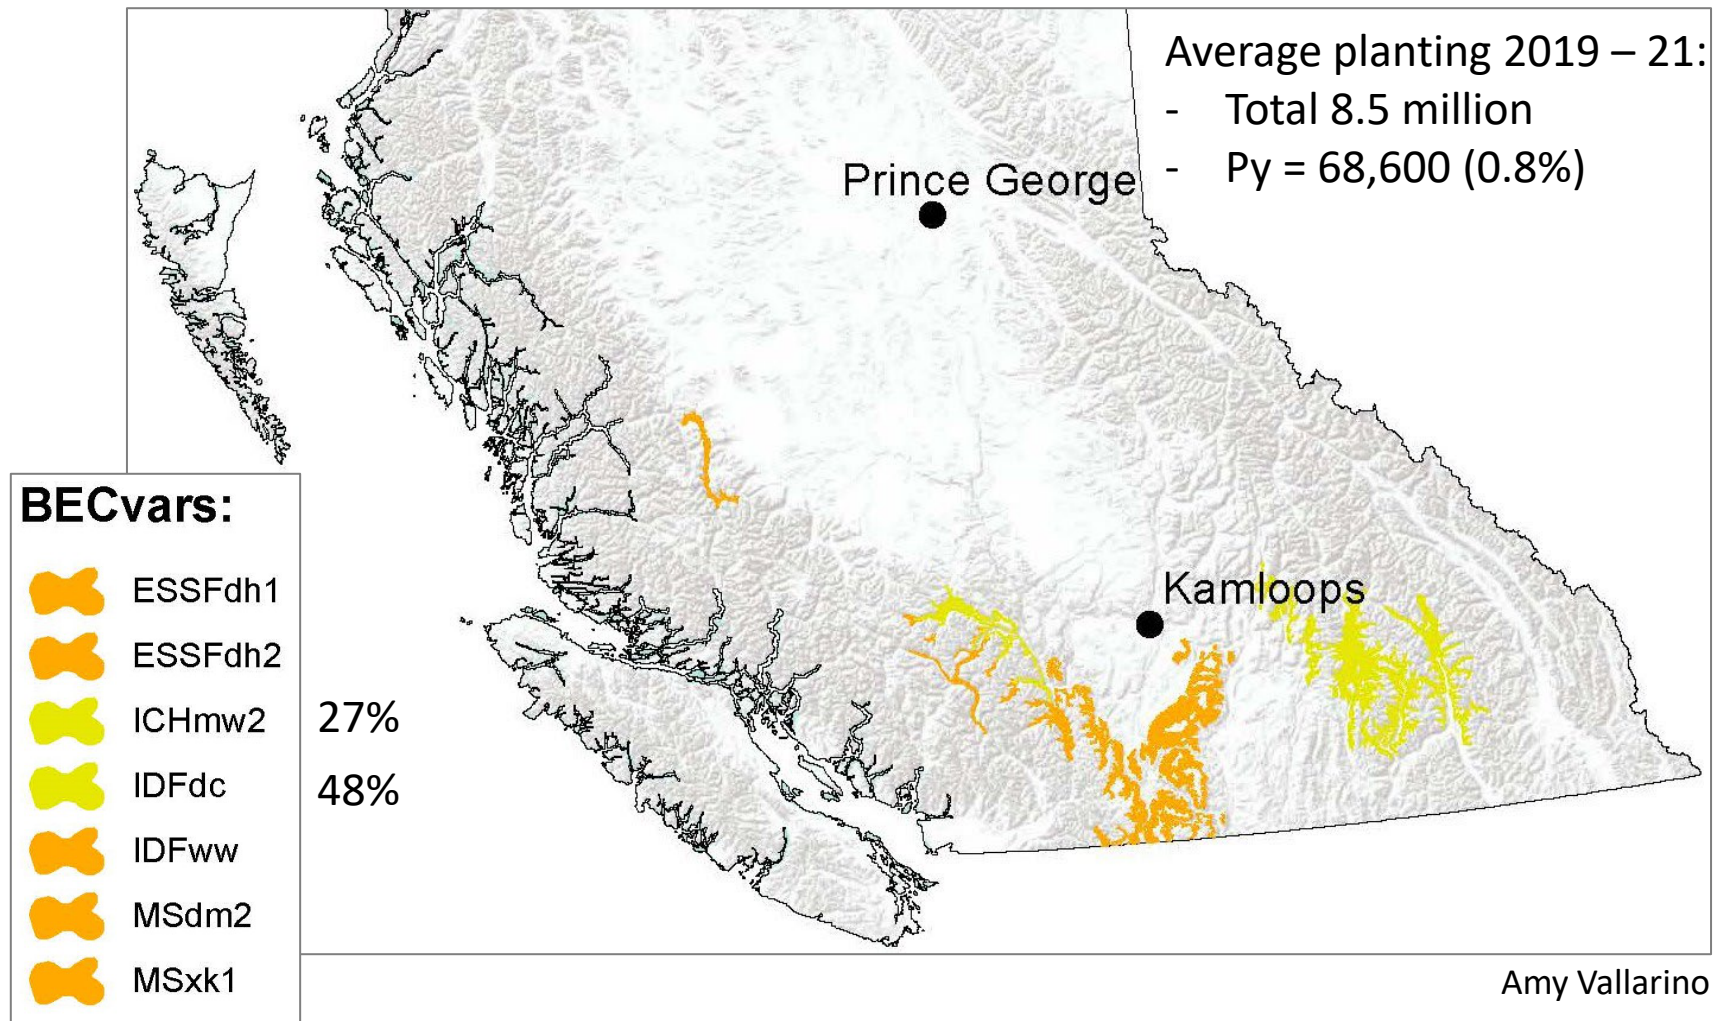 Average planting 2019 – 21:
- Total 8.5 million
- Py = 68,600 (0.8%)
Prince George
Kamloops
BECvars:
ESSFdh1
ESSFdh2
ICHmw2 27%
IDFdc 48%
IDFww
MSdm2
MSxk1
Amy Vallarino